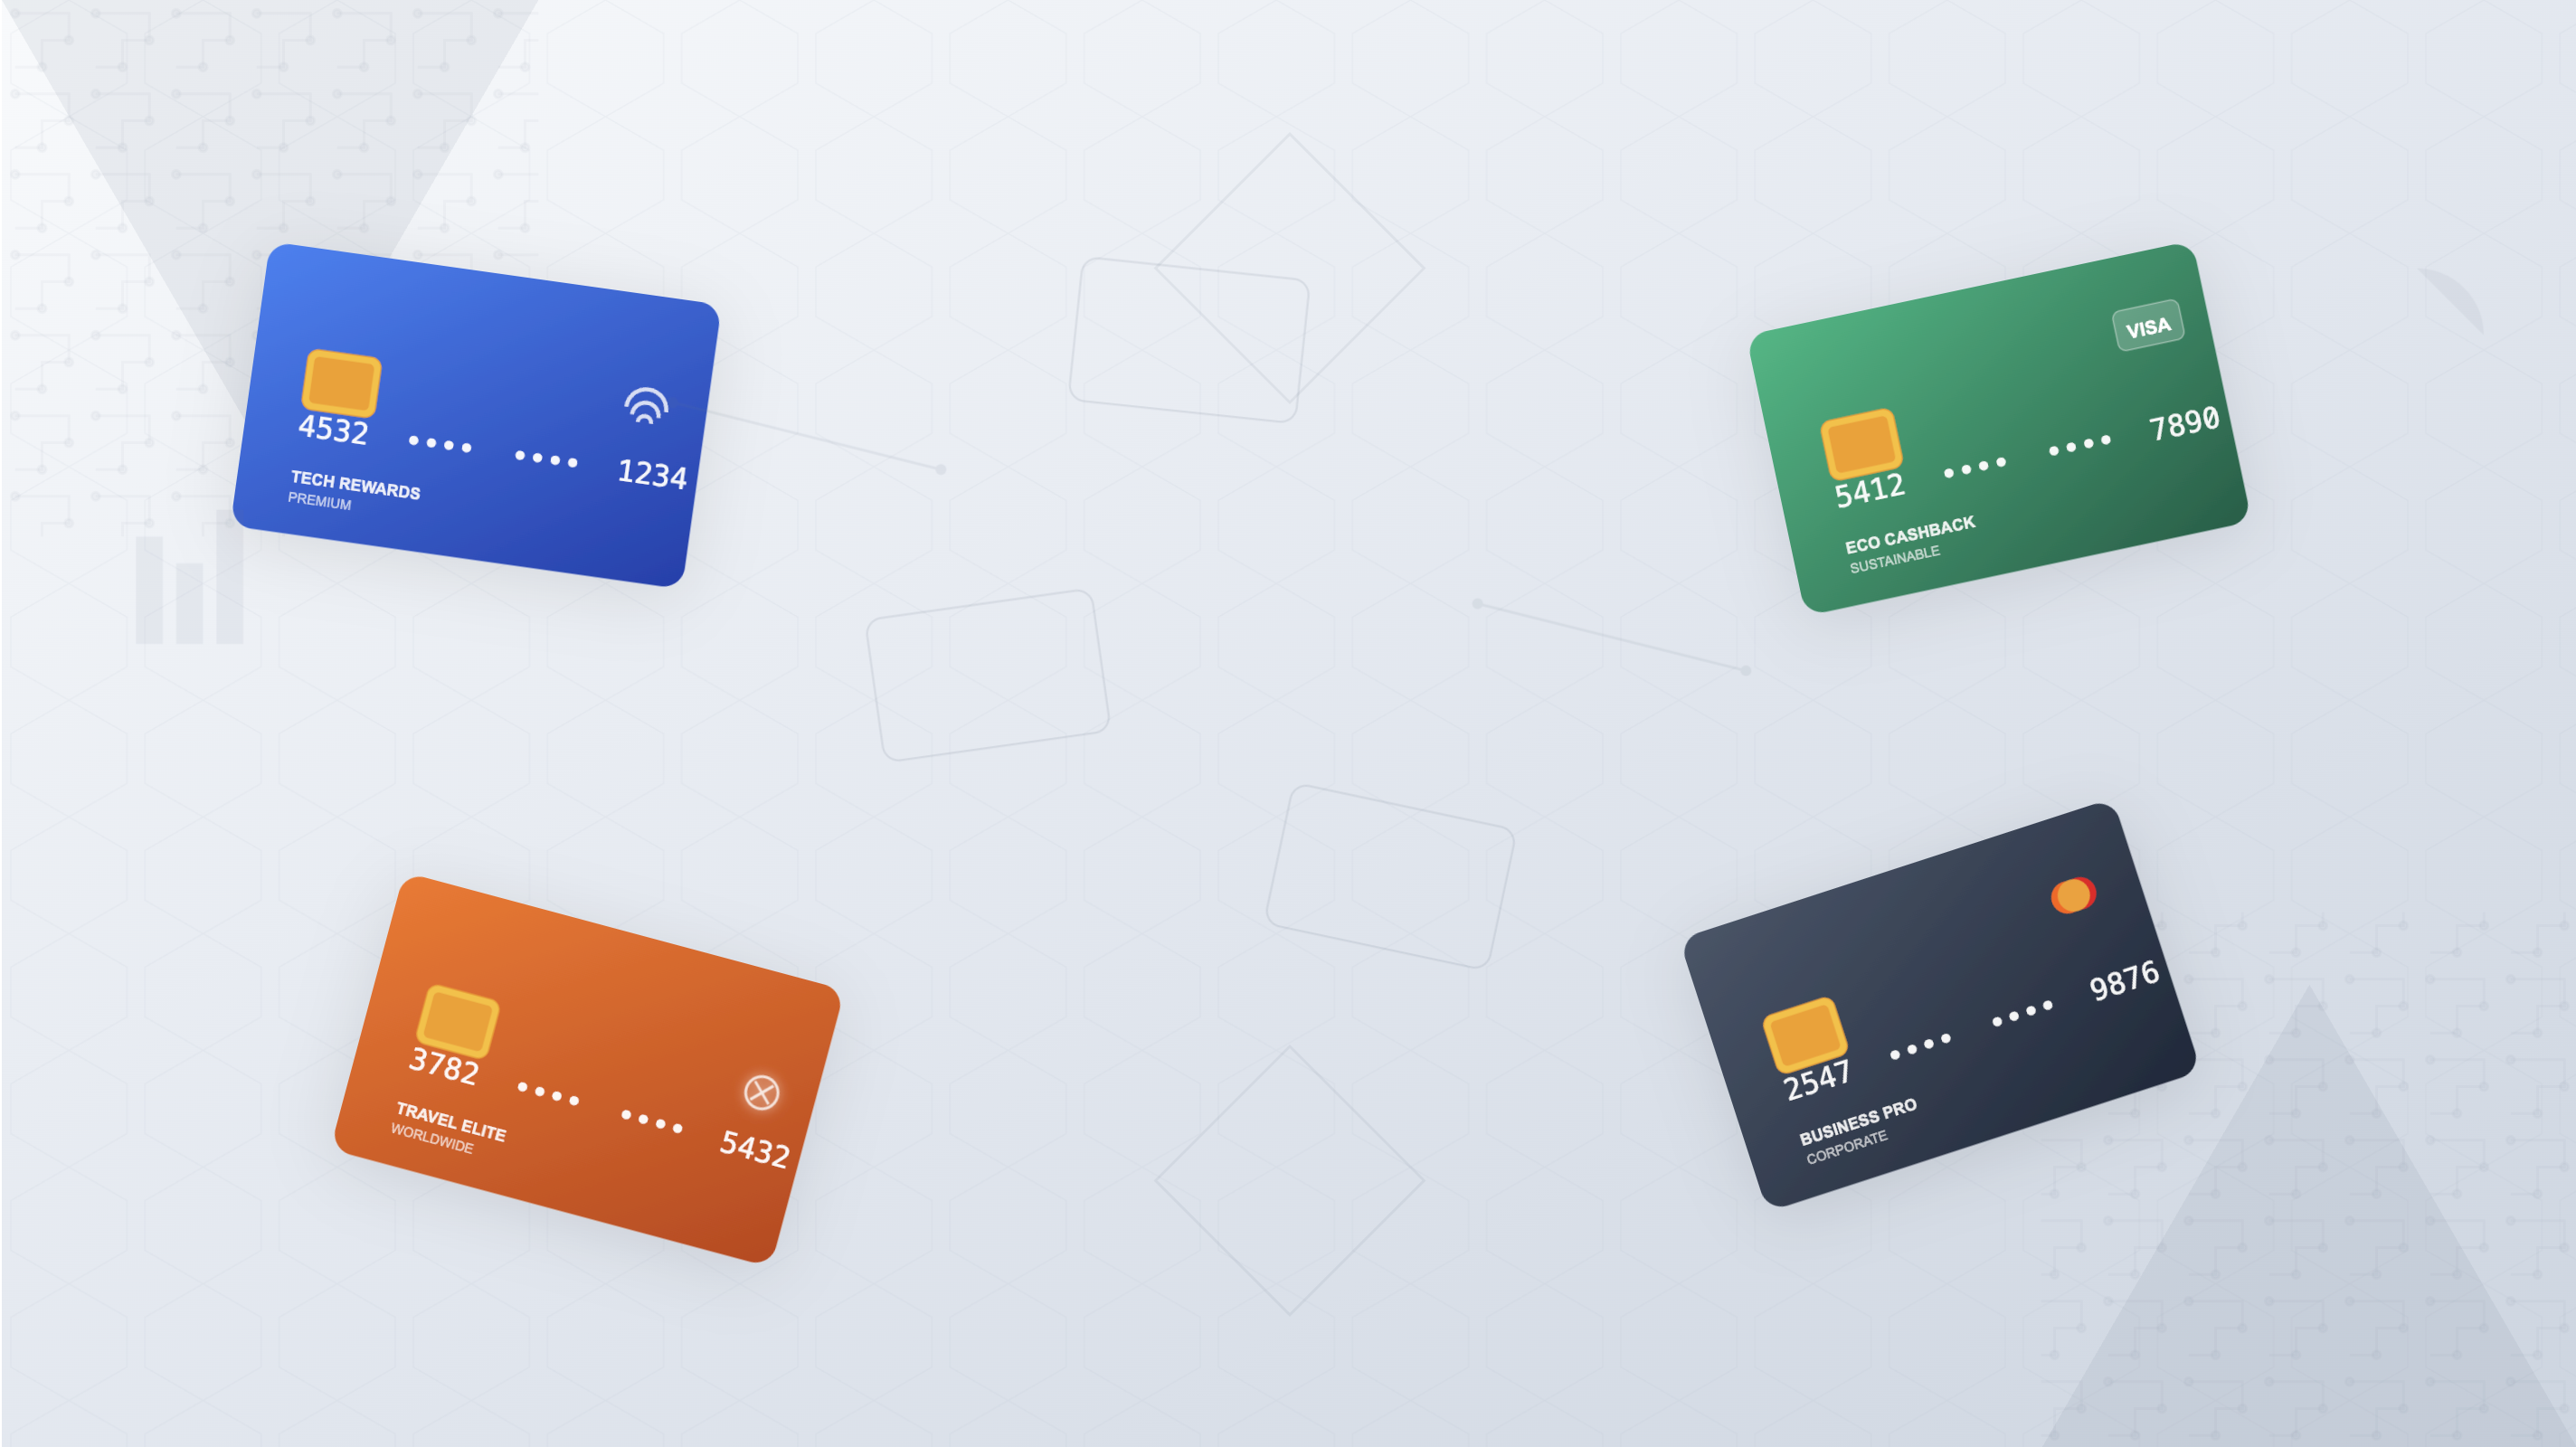 4532 •••• •••• 1234
TECH REWARDS
PREMIUM
VISA
5412 •••• •••• 7890
ECO CASHBACK
SUSTAINABLE
3782 •••• •••• 5432
TRAVEL ELITE
WORLDWIDE
2547 •••• •••• 9876
BUSINESS PRO
CORPORATE